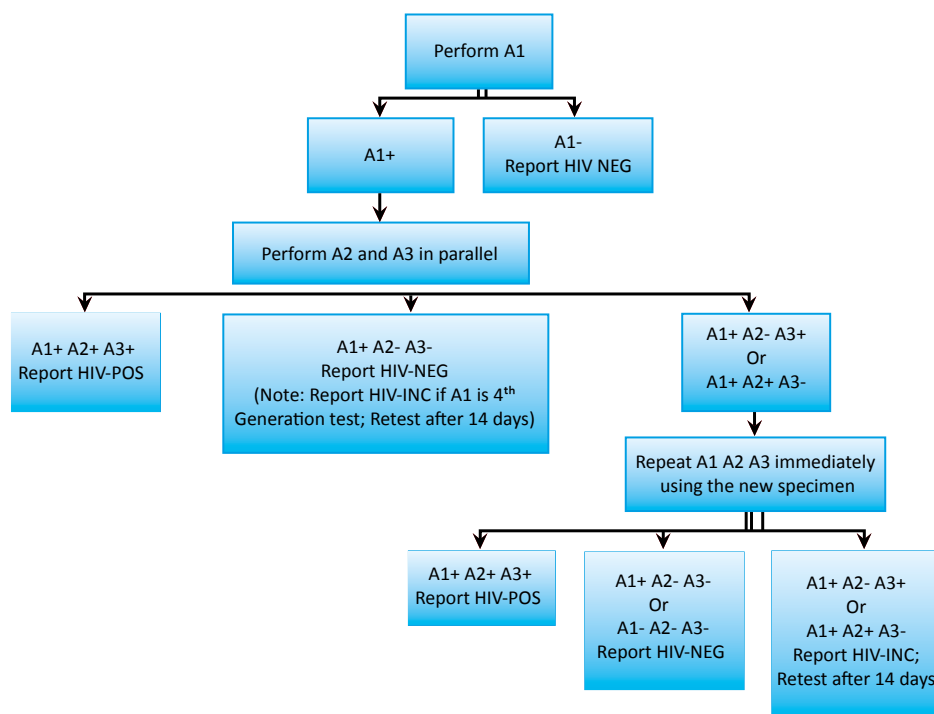 Perform A1
A1+
A1-
Report HIV NEG
Perform A2 and A3 in parallel
A1+ A2+ A3+
Report HIV-POS
A1+ A2- A3-
Report HIV-NEG
(Note: Report HIV-INC if A1 is 4th
Generation test; Retest after 14 days)
A1+ A2- A3+
Or
A1+ A2+ A3-
Repeat A1 A2 A3 immediately
using the new specimen
A1+ A2+ A3+
Report HIV-POS
A1+ A2- A3-
Or
A1- A2- A3-
Report HIV-NEG
A1+ A2- A3+
Or
A1+ A2+ A3-
Report HIV-INC;
Retest after 14 days